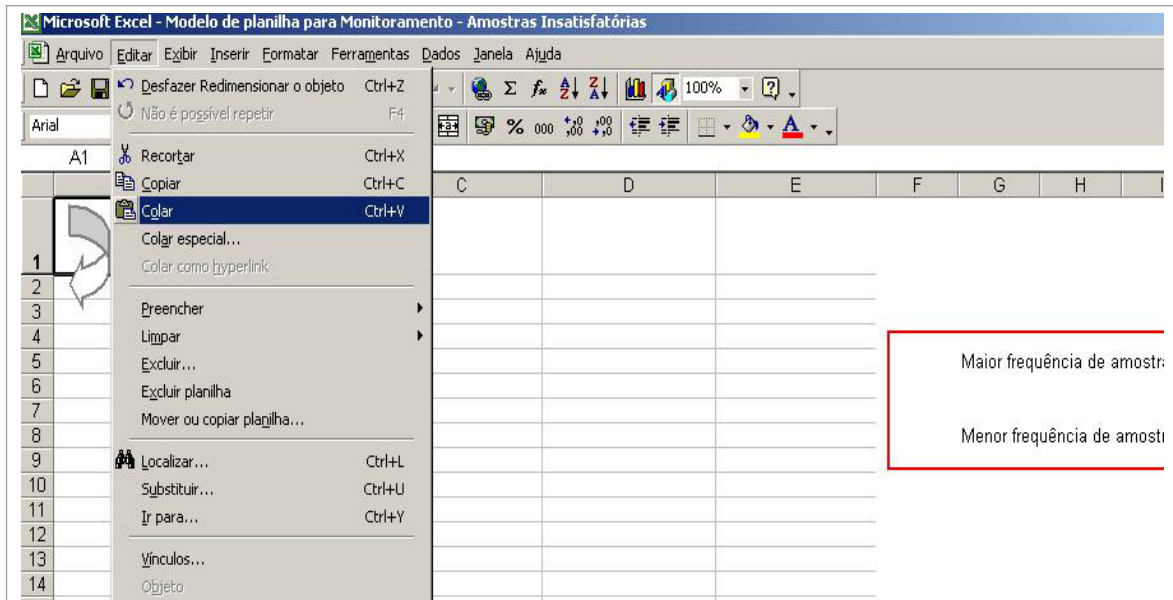 Microsoft Excel - Modelo de planilha para Monitoramento - Amostras Insatisfatórias
Arquivo Editar Exibir Inserir Formatar Ferramentas Dados Janela Ajuda
100%
Arial
% 000
A1
Desfazer Redimensionar o objeto Ctrl+Z
Não é possível repetir F4
Recortar Ctrl+X
Copiar Ctrl+C
Colar Ctrl+V
Colar especial...
Colar como hyperlink
Preencher
Limpar
Excluir...
Excluir planilha
Mover ou copiar planilha...
Localizar... Ctrl+L
Substituir... Ctrl+U
Ir para... Ctrl+Y
Vínculos...
Objeto
C D E F G H
1
2
3
4
5
6
7
8
9
10
11
12
13
14
Maior frequência de
Menor frequência de